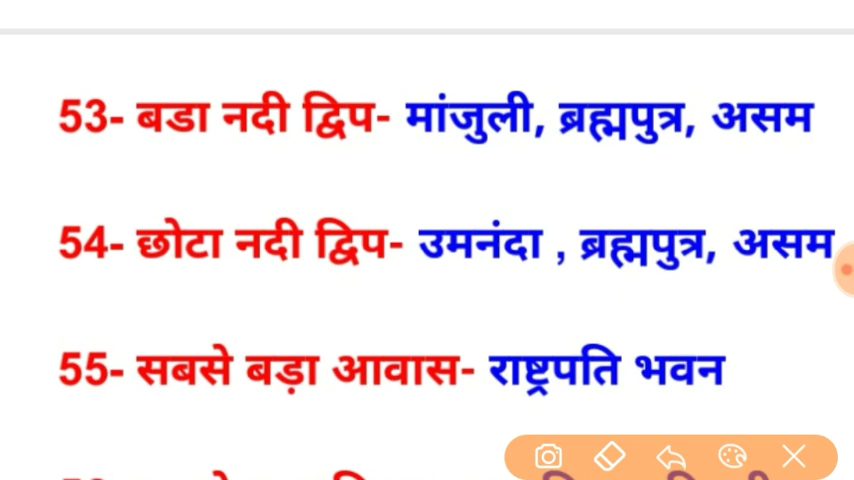 53- बडा नदी द्विप- मांजुली, ब्रह्मपुत्र, असम
54- छोटा नदी द्विप- उमनंदा , ब्रह्मपुत्र, असम
55- सबसे बड़ा आवास- राष्ट्रपति भवन